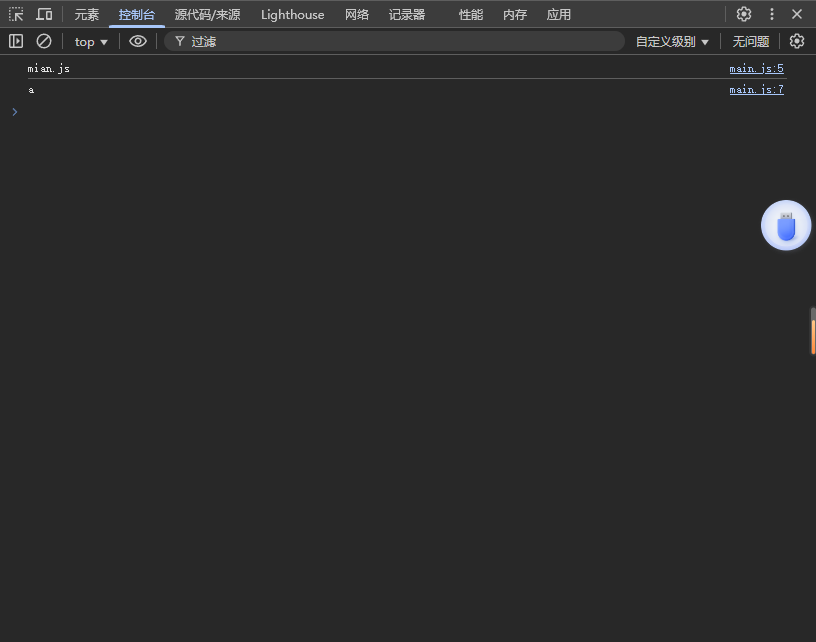 元素 控制台 源代码/来源 Lighthouse 网络 记录器 性能 内存 应用
top 过滤 自定义级别 无问题
mian.js main.js:5
a main.js:7